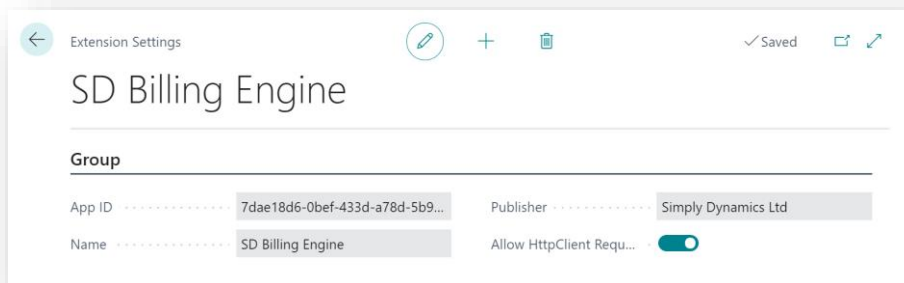 Extension Settings
Saved
SD Billing Engine
Group
App ID 7dae18d6-0bef-433d-a78d-5b9...
Publisher Simply Dynamics Ltd
Name SD Billing Engine
Allow HttpClient Requ...